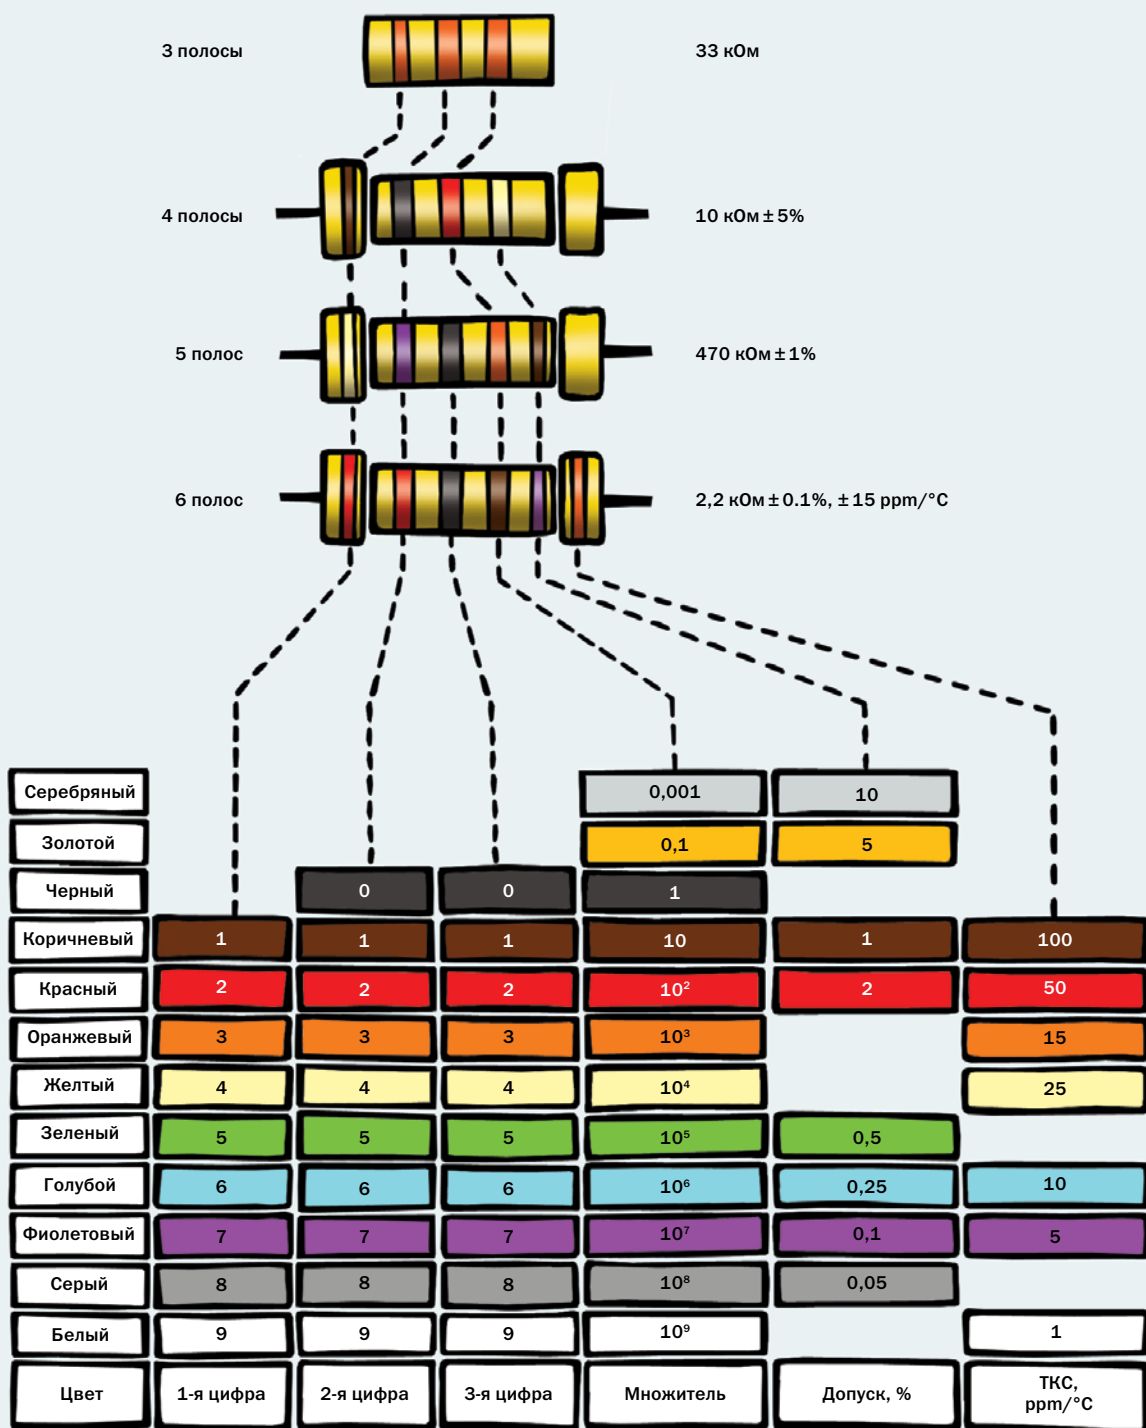 3 полосы 33 кОм
4 полосы 10 кОм ± 5%
5 полос 470 кОм ± 1%
6 полос 2,2 кОм ± 0.1%, ± 15 ppm/°C
Серебряный 0,001 10
Золотой 0,1 5
Черный 0 0 1
Коричневый 1 1 1 10 1 100
Красный 2 2 2 10² 2 50
Оранжевый 3 3 3 10³ 15
Желтый 4 4 4 10⁴ 25
Зеленый 5 5 5 10⁵ 0,5
Голубой 6 6 6 10⁶ 0,25 10
Фиолетовый 7 7 7 10⁷ 0,1 5
Серый 8 8 8 10⁸ 0,05
Белый 9 9 9 10⁹ 1
Цвет 1-я цифра 2-я цифра 3-я цифра Множитель Допуск, % ТКС,
ppm/°C